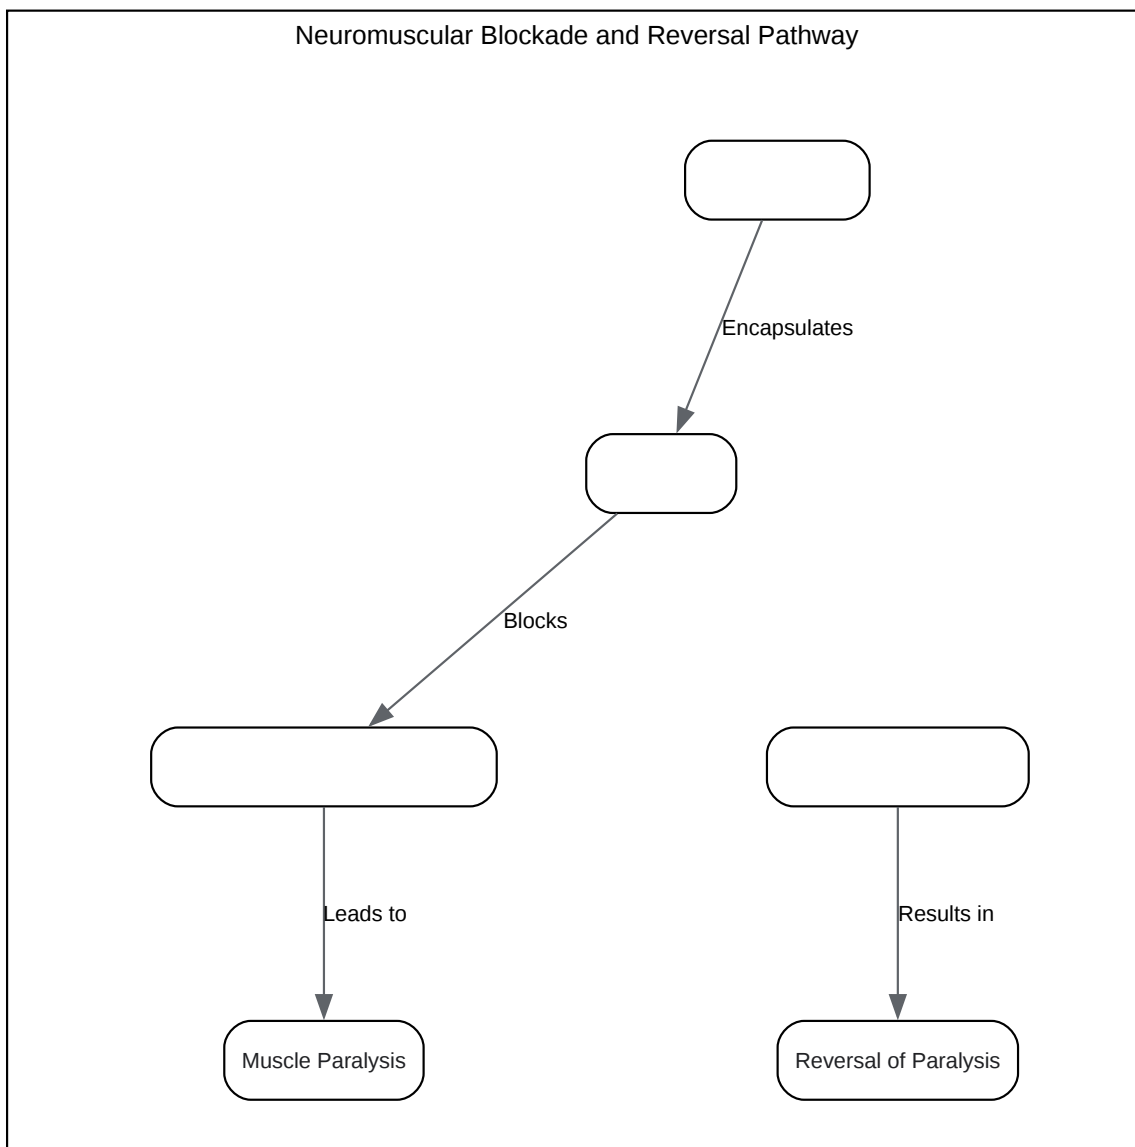 Neuromuscular Blockade and Reversal Pathway
Encapsulates
Blocks
Leads to
Results in
Muscle Paralysis
Reversal of Paralysis